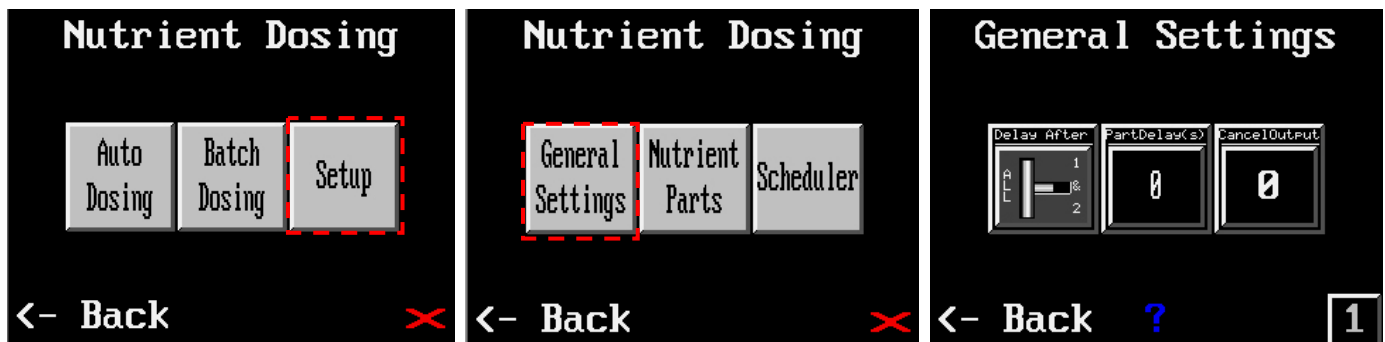 Nutrient Dosing
Auto Dosing
Batch Dosing
Setup
<- Back
Nutrient Dosing
General Settings
Nutrient Parts
Scheduler
<- Back
General Settings
Delay After
ALL
1
&
2
PartDelay(s)
0
CancelOutput
0
<- Back
?
1